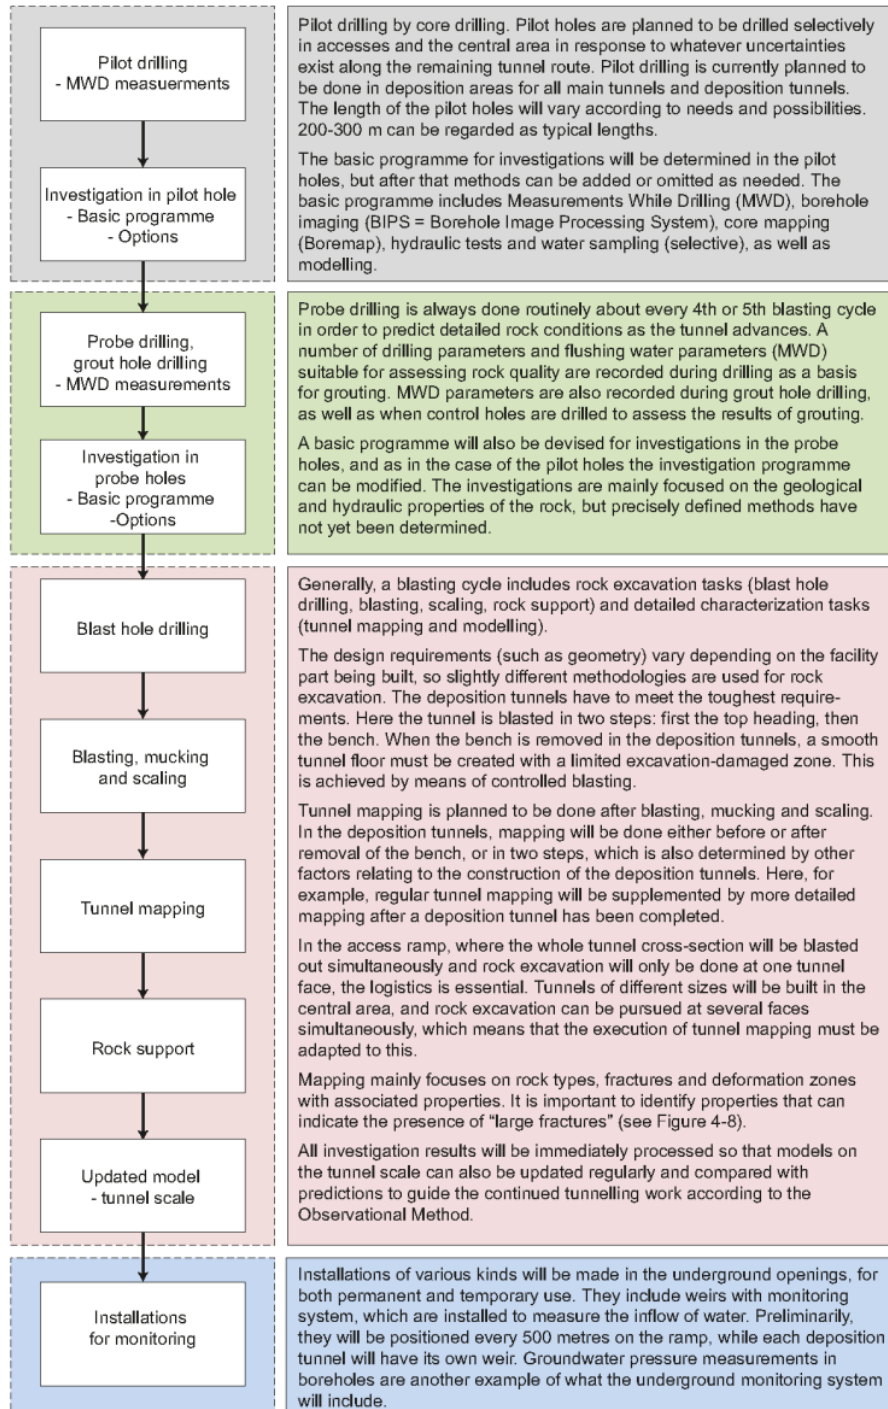 Pilot drilling
- MWD measuerments
Investigation in pilot hole
- Basic programme
- Options
Pilot drilling by core drilling. Pilot holes are planned to be drilled selectively
in accesses and the central area in response to whatever uncertainties
exist along the remaining tunnel route. Pilot drilling is currently planned to
be done in deposition areas for all main tunnels and deposition tunnels.
The length of the pilot holes will vary according to needs and possibilities.
200-300 m can be regarded as typical lengths.
The basic programme for investigations will be determined in the pilot
holes, but after that methods can be added or omitted as needed. The
basic programme includes Measurements While Drilling (MWD), borehole
imaging (BIPS = Borehole Image Processing System), core mapping
(Boremap), hydraulic tests and water sampling (selective), as well as
modelling.
Probe drilling,
grout hole drilling
- MWD measurements
Investigation in
probe holes
- Basic programme
-Options
Probe drilling is always done routinely about every 4th or 5th blasting cycle
in order to predict detailed rock conditions as the tunnel advances. A
number of drilling parameters and flushing water parameters (MWD)
suitable for assessing rock quality are recorded during drilling as a basis
for grouting. MWD parameters are also recorded during grout hole drilling,
as well as when control holes are drilled to assess the results of grouting.
A basic programme will also be devised for investigations in the probe
holes, and as in the case of the pilot holes the investigation programme
can be modified. The investigations are mainly focused on the geological
and hydraulic properties of the rock, but precisely defined methods have
not yet been determined.
Blast hole drilling
Blasting, mucking
and scaling
Tunnel mapping
Rock support
Updated model
- tunnel scale
Generally, a blasting cycle includes rock excavation tasks (blast hole
drilling, blasting, scaling, rock support) and detailed characterization tasks
(tunnel mapping and modelling).
The design requirements (such as geometry) vary depending on the facility
part being built, so slightly different methodologies are used for rock
excavation. The deposition tunnels have to meet the toughest require-
ments. Here the tunnel is blasted in two steps: first the top heading, then
the bench. When the bench is removed in the deposition tunnels, a smooth
tunnel floor must be created with a limited excavation-damaged zone. This
is achieved by means of controlled blasting.
Tunnel mapping is planned to be done after blasting, mucking and scaling.
In the deposition tunnels, mapping will be done either before or after
removal of the bench, or in two steps, which is also determined by other
factors relating to the construction of the deposition tunnels. Here, for
example, regular tunnel mapping will be supplemented by more detailed
mapping after a deposition tunnel has been completed.
In the access ramp, where the whole tunnel cross-section will be blasted
out simultaneously and rock excavation will only be done at one tunnel
face, the logistics is essential. Tunnels of different sizes will be built in the
central area, and rock excavation can be pursued at several faces
simultaneously, which means that the execution of tunnel mapping must be
adapted to this.
Mapping mainly focuses on rock types, fractures and deformation zones
with associated properties. It is important to identify properties that can
indicate the presence of "large fractures" (see Figure 4-8).
All investigation results will be immediately processed so that models on
the tunnel scale can also be updated regularly and compared with
predictions to guide the continued tunnelling work according to the
Observational Method.
Installations
for monitoring
Installations of various kinds will be made in the underground openings, for
both permanent and temporary use. They include weirs with monitoring
system, which are installed to measure the inflow of water. Preliminarily,
they will be positioned every 500 metres on the ramp, while each deposition
tunnel will have its own weir. Groundwater pressure measurements in
boreholes are another example of what the underground monitoring system
will include.